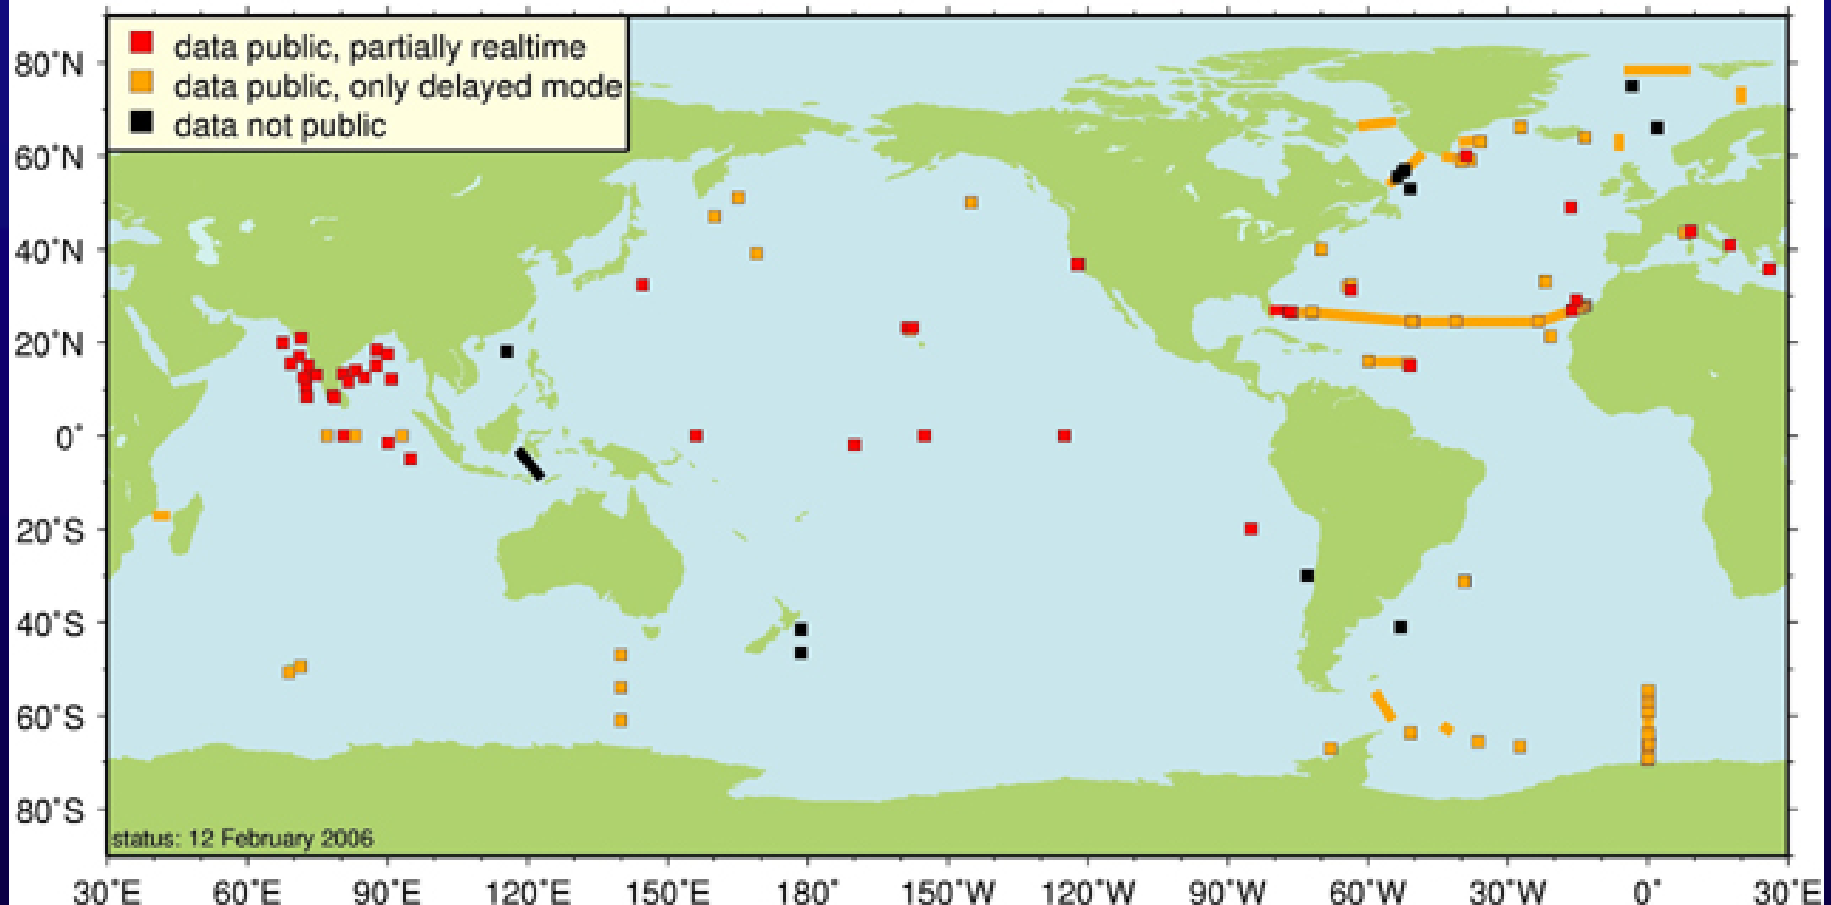 data public, partially realtime
data public, only delayed mode
data not public
80°N
60°N
40°N
20°N
0°
20°S
40°S
60°S
80°S
status: 12 February 2006
30°E 60°E 90°E 120°E 150°E 180° 150°W 120°W 90°W 60°W 30°W 0° 30°E